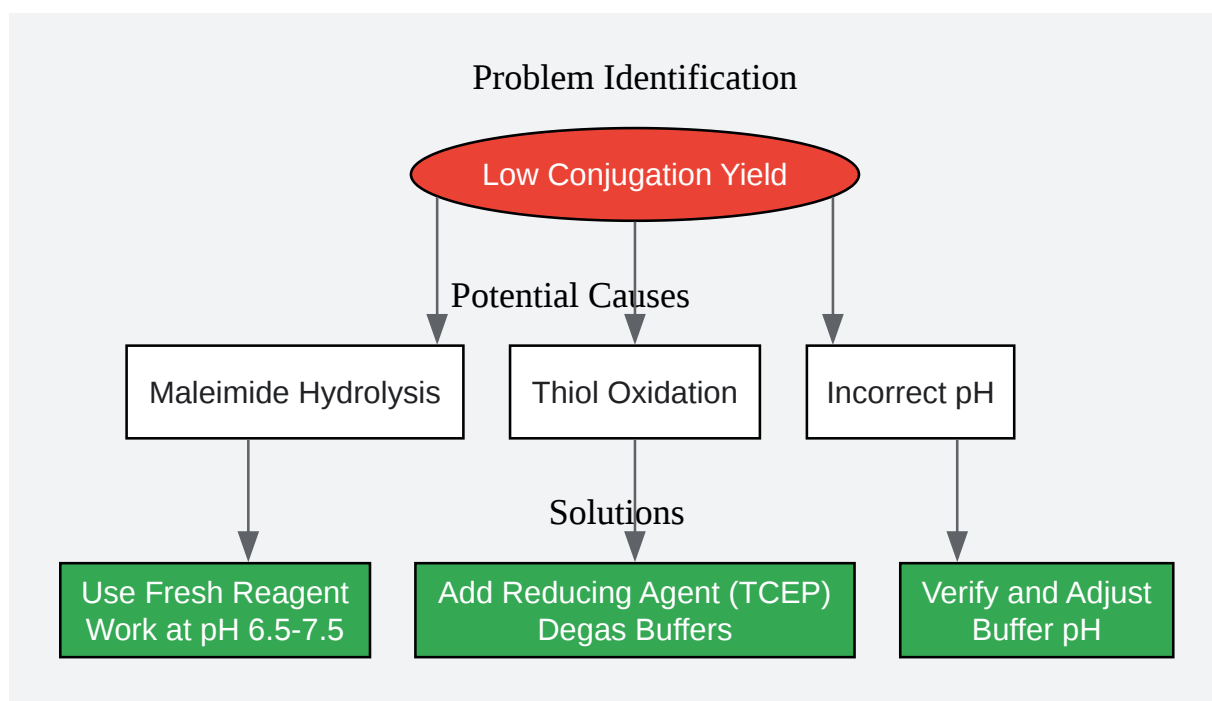 Problem Identification
Low Conjugation Yield
Potential Causes
Maleimide Hydrolysis
Thiol Oxidation
Incorrect pH
Solutions
Use Fresh Reagent
Work at pH 6.5-7.5
Add Reducing Agent (TCEP)
Degas Buffers
Verify and Adjust
Buffer pH